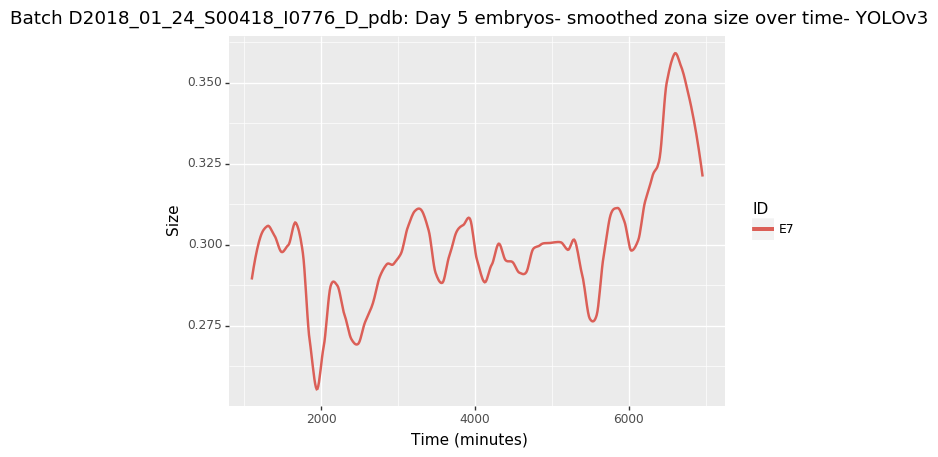 Batch D2018_01_24_S00418_I0776_D_pdb: Day 5 embryos- smoothed zona size over time- YOLOv3
0.350
0.325
0.300
0.275
Size
2000
4000
6000
Time (minutes)
ID
E7